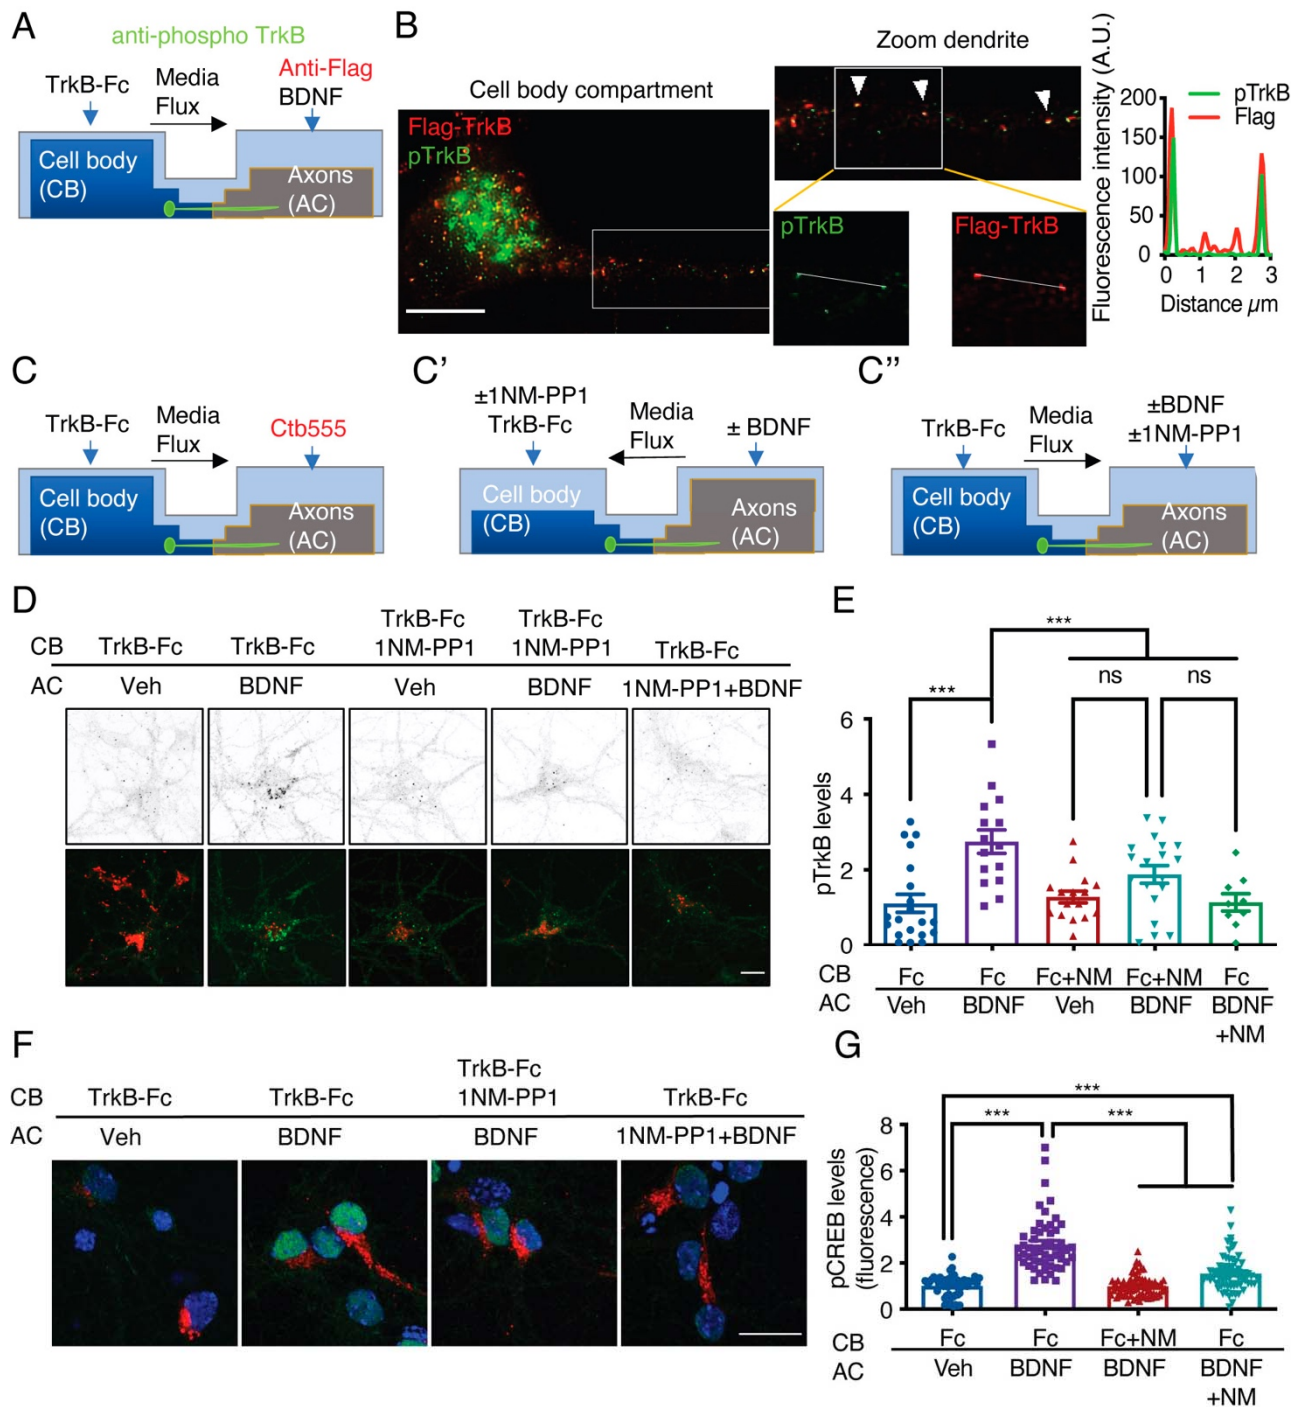 A
anti-phospho TrkB
TrkB-Fc
Media
Flux
Anti-Flag
BDNF
Cell body
(CB)
Axons
(AC)
B
Cell body compartment
Flag-TrkB
pTrkB
Zoom dendrite
pTrkB
Flag-TrkB
Fluorescence intensity (A.U.)
200
150
100
50
0
pTrkB
Flag
0 1 2 3
Distance µm
C
TrkB-Fc
Media
Flux
Ctb555
Cell body
(CB)
Axons
(AC)
C'
±1NM-PP1
TrkB-Fc
Media
Flux
± BDNF
Cell body
(CB)
Axons
(AC)
C"
TrkB-Fc
Media
Flux
±BDNF
±1NM-PP1
Cell body
(CB)
Axons
(AC)
D
CB TrkB-Fc TrkB-Fc TrkB-Fc 1NM-PP1 TrkB-Fc 1NM-PP1 TrkB-Fc
AC Veh BDNF Veh BDNF 1NM-PP1+BDNF
E
***
***
ns
ns
pTrkB levels
6
4
2
0
CB Fc Fc Fc+NM Fc+NM Fc
AC Veh BDNF Veh BDNF BDNF
+NM
F
CB TrkB-Fc TrkB-Fc TrkB-Fc 1NM-PP1 TrkB-Fc
AC Veh BDNF BDNF 1NM-PP1+BDNF
G
***
***
***
pCREB levels
(fluorescence)
8
6
4
2
0
CB Fc Fc Fc+NM Fc
AC Veh BDNF BDNF BDNF
+NM